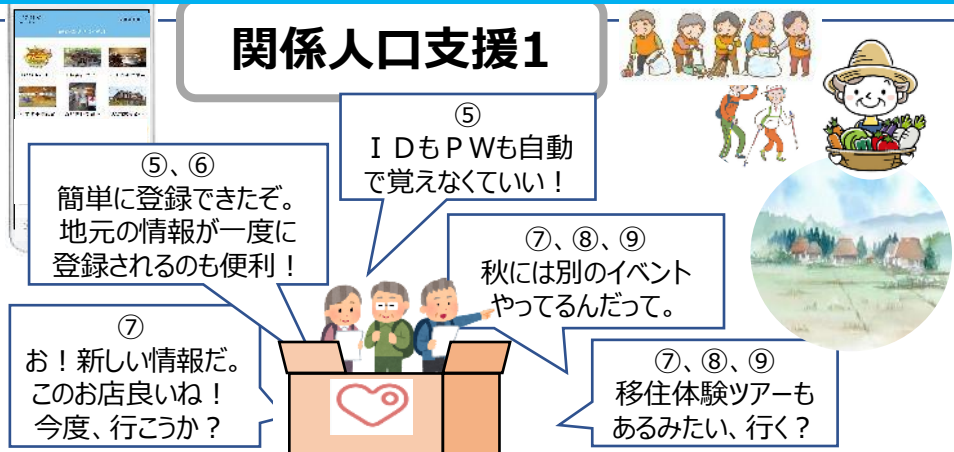 関係人口支援1
⑤
ＩＤもＰＷも自動
で覚えなくていい！
⑤、⑥
簡単に登録できたぞ。
地元の情報が一度に
登録されるのも便利！
⑦、⑧、⑨
秋には別のイベント
やってるんだって。
⑦
お！新しい情報だ。
このお店良いね！
今度、行こうか？
⑦、⑧、⑨
移住体験ツアーも
あるみたい、行く？